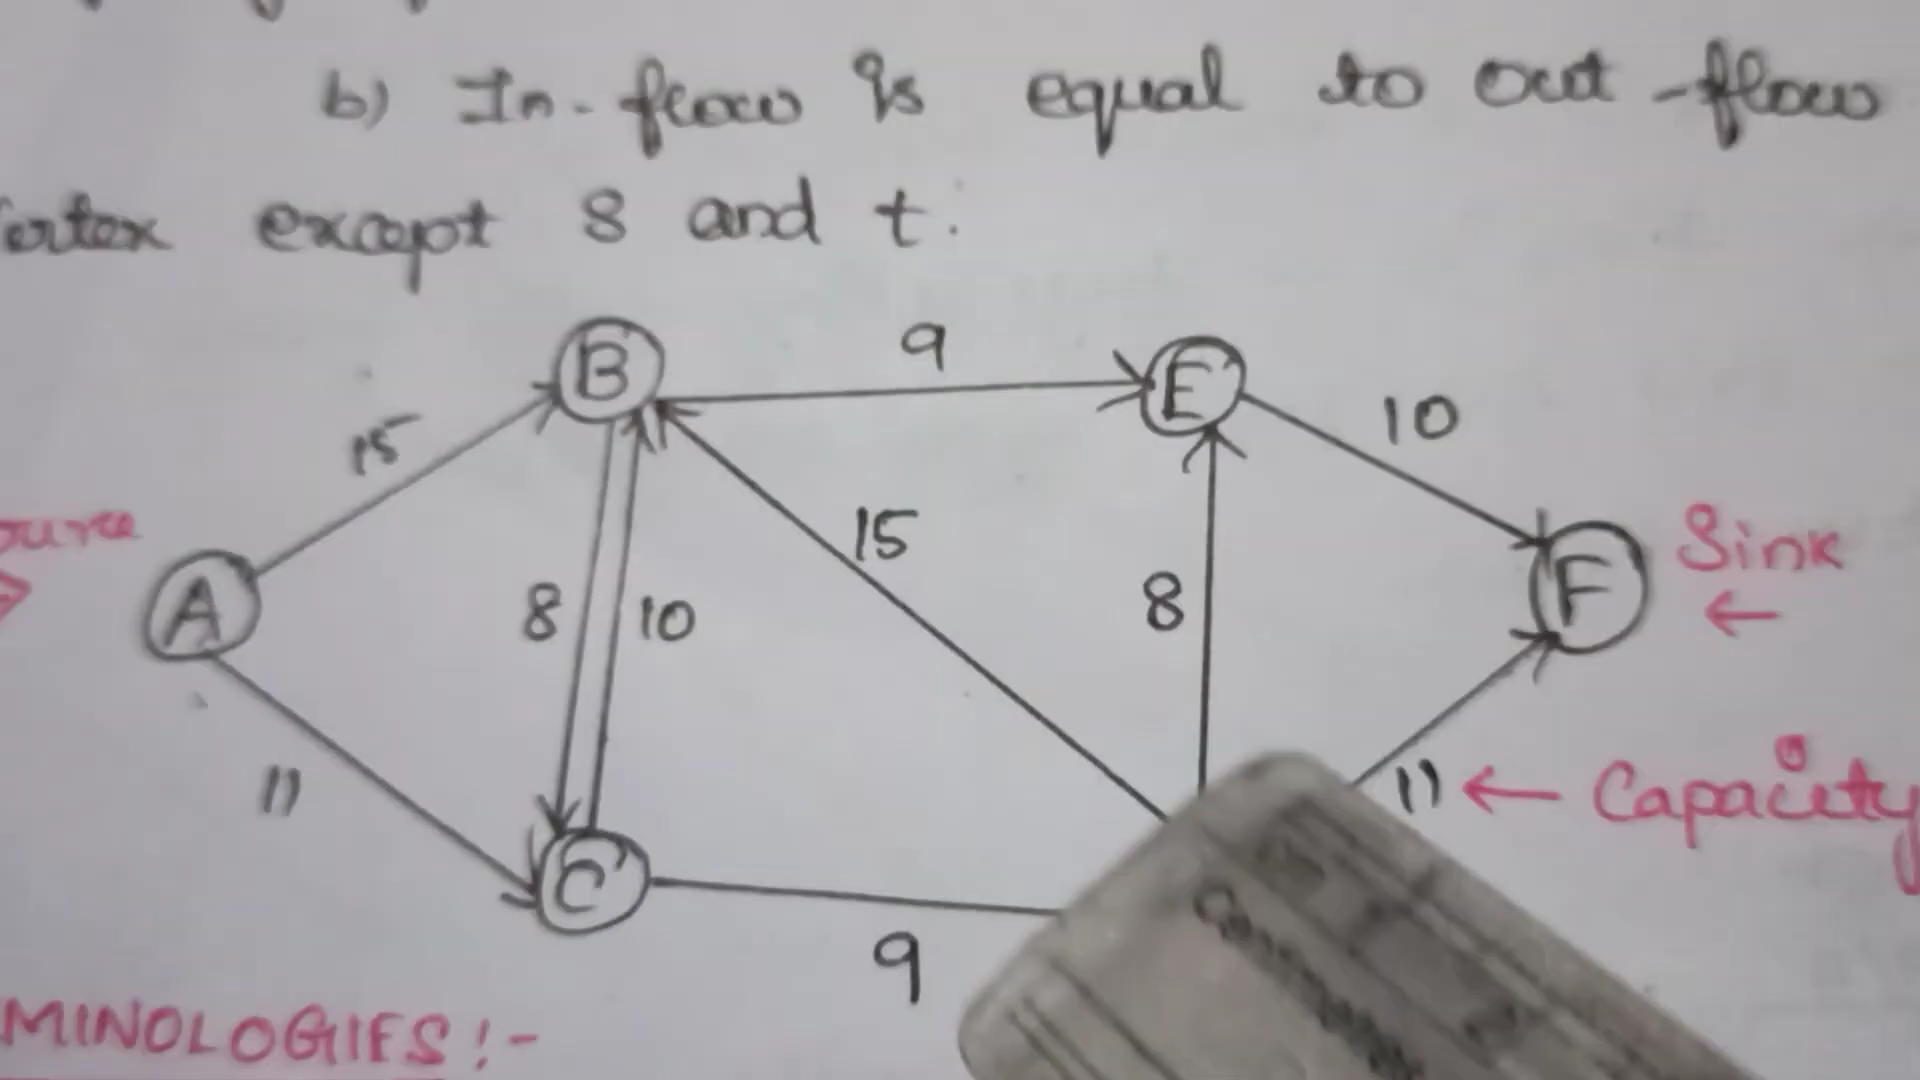 b) In-flow is equal to out-flow
except s and t.
B 9 E 10
15
15
Sink
A 8 10 8 F
11 11 ← Capacity
C
9
MINOLOGIES:-